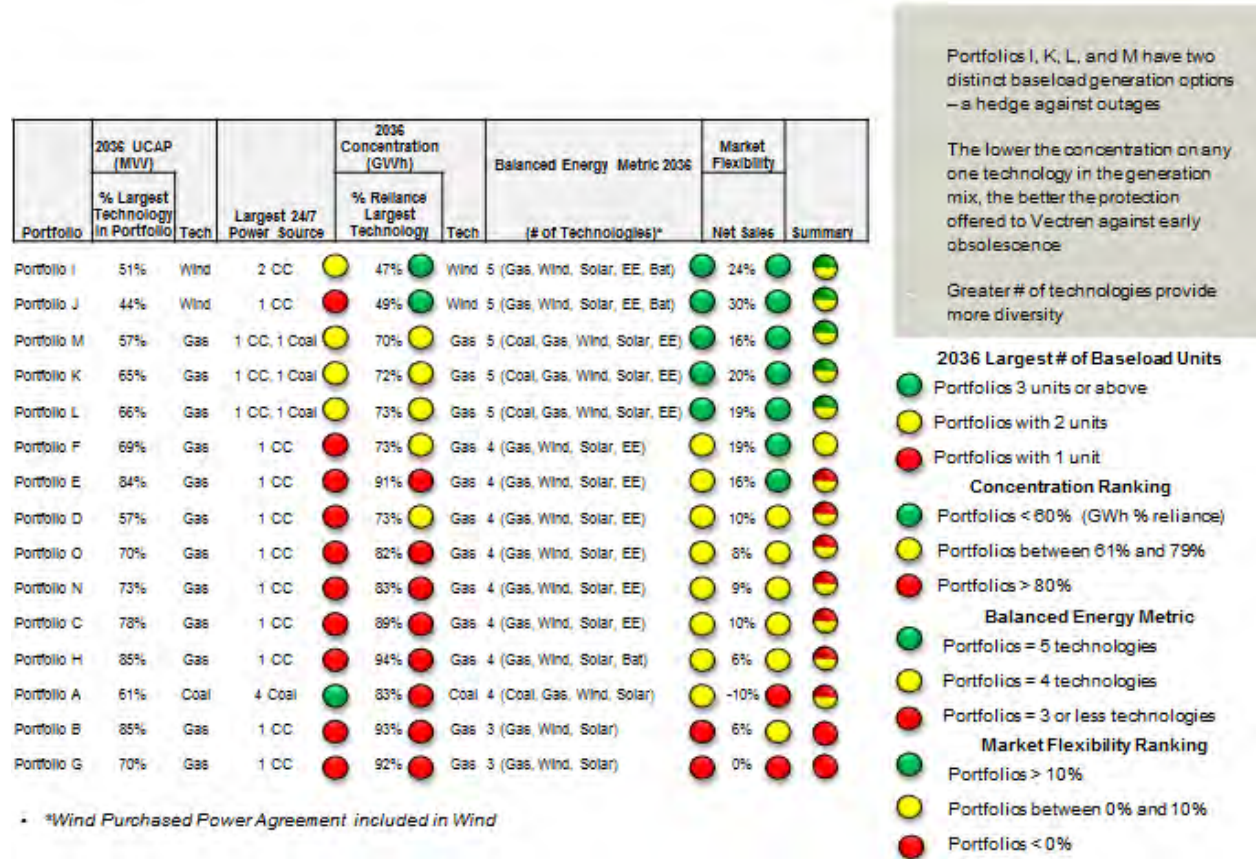 Portfolios I, K, L, and M have two
distinct baseload generation options
– a hedge against outages
The lower the concentration on any
one technology in the generation
mix, the better the protection
offered to Vectren against early
obsolescence
Greater # of technologies provide
more diversity
2036 UCAP
(MW)
2036
Concentration
(GWh)
Balanced Energy Metric 2036
Market
Flexibility
Portfolio
% Largest
Technology
in Portfolio
Tech
Largest 24/7
Power Source
% Reliance
Largest
Technology
Tech
(# of Technologies)*
Net Sales
Summary
Portfolio I 51% Wind 2 CC 47% Wind 5 (Gas, Wind, Solar, EE, Bat) 24%
Portfolio J 44% Wind 1 CC 49% Wind 5 (Gas, Wind, Solar, EE, Bat) 30%
Portfolio M 57% Gas 1 CC, 1 Coal 70% Gas 5 (Coal, Gas, Wind, Solar, EE) 16%
Portfolio K 65% Gas 1 CC, 1 Coal 72% Gas 5 (Coal, Gas, Wind, Solar, EE) 20%
Portfolio L 66% Gas 1 CC, 1 Coal 73% Gas 5 (Coal, Gas, Wind, Solar, EE) 19%
Portfolio F 69% Gas 1 CC 73% Gas 4 (Gas, Wind, Solar, EE) 19%
Portfolio E 84% Gas 1 CC 91% Gas 4 (Gas, Wind, Solar, EE) 16%
Portfolio D 57% Gas 1 CC 73% Gas 4 (Gas, Wind, Solar, EE) 10%
Portfolio O 70% Gas 1 CC 82% Gas 4 (Gas, Wind, Solar, EE) 8%
Portfolio N 73% Gas 1 CC 83% Gas 4 (Gas, Wind, Solar, EE) 9%
Portfolio C 78% Gas 1 CC 89% Gas 4 (Gas, Wind, Solar, EE) 10%
Portfolio H 85% Gas 1 CC 94% Gas 4 (Gas, Wind, Solar, Bat) 6%
Portfolio A 61% Coal 4 Coal 83% Coal 4 (Coal, Gas, Wind, Solar) -10%
Portfolio B 85% Gas 1 CC 93% Gas 3 (Gas, Wind, Solar) 6%
Portfolio G 70% Gas 1 CC 92% Gas 3 (Gas, Wind, Solar) 0%
• *Wind Purchased Power Agreement included in Wind
2036 Largest # of Baseload Units
Portfolios 3 units or above
Portfolios with 2 units
Portfolios with 1 unit
Concentration Ranking
Portfolios < 60% (GWh % reliance)
Portfolios between 61% and 79%
Portfolios > 80%
Balanced Energy Metric
Portfolios = 5 technologies
Portfolios = 4 technologies
Portfolios = 3 or less technologies
Market Flexibility Ranking
Portfolios > 10%
Portfolios between 0% and 10%
Portfolios < 0%